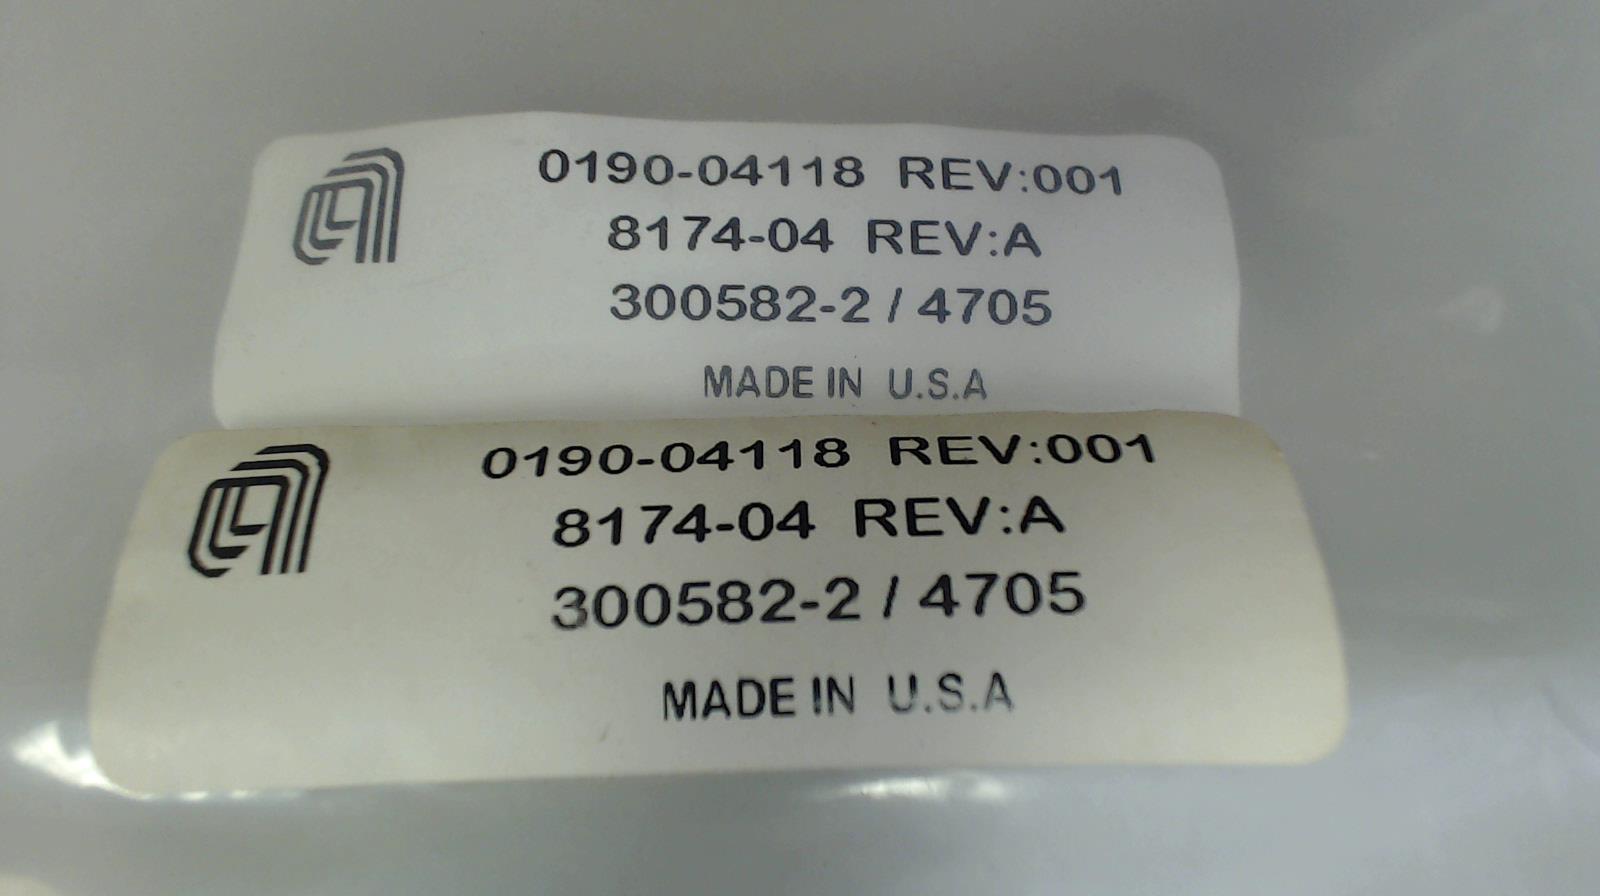 0190-04118 REV:001
8174-04 REV:A
300582-2 / 4705
MADE IN U.S.A
0190-04118 REV:001
8174-04 REV:A
300582-2 / 4705
MADE IN U.S.A